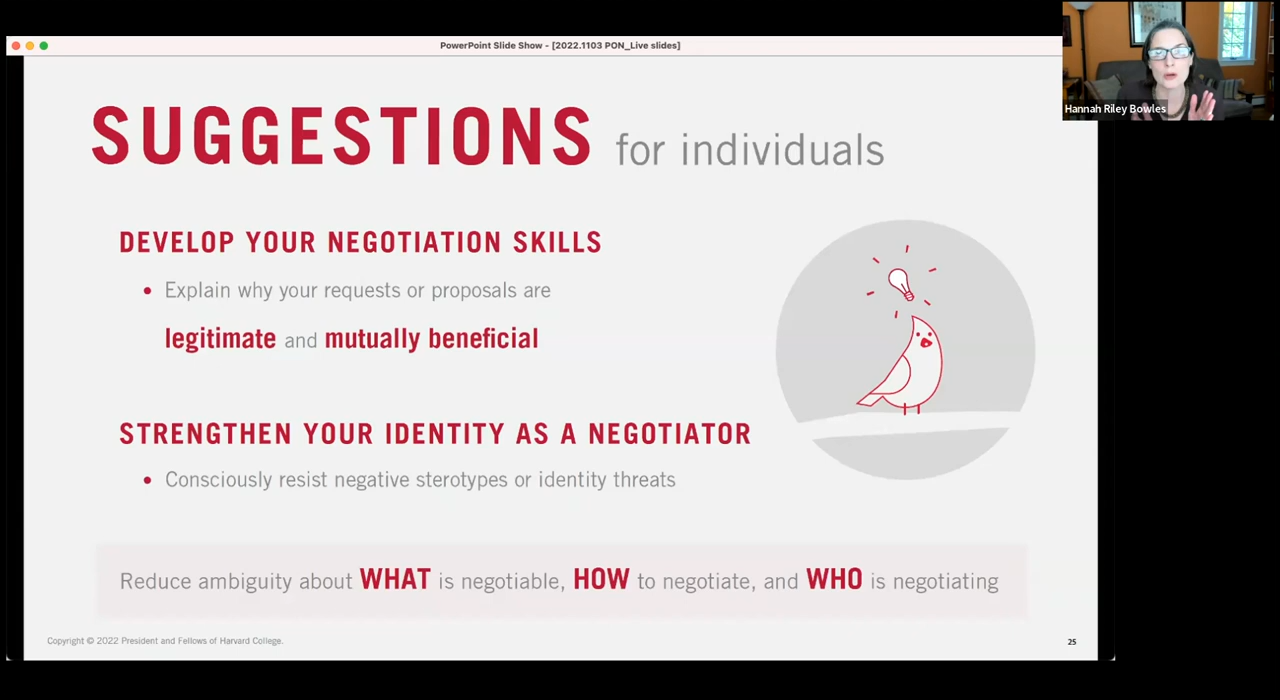 PowerPoint Slide Show - [2022.1103 PON_Live slides]
Hannah Riley Bowles
SUGGESTIONS for individuals
DEVELOP YOUR NEGOTIATION SKILLS
• Explain why your requests or proposals are
legitimate and mutually beneficial
STRENGTHEN YOUR IDENTITY AS A NEGOTIATOR
• Consciously resist negative sterotypes or identity threats
Reduce ambiguity about WHAT is negotiable, HOW to negotiate, and WHO is negotiating
Copyright © 2022 President and Fellows of Harvard College.
25